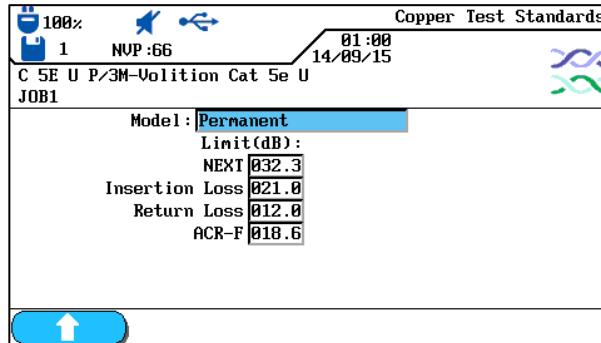 100% Copper Test Standards
1 NVP:66 01:00
14/09/15
C 5E U P/3M-Volition Cat 5e U
JOB1
Model: Permanent
Limit(dB):
NEXT 032.3
Insertion Loss 021.0
Return Loss 012.0
ACR-F 018.6